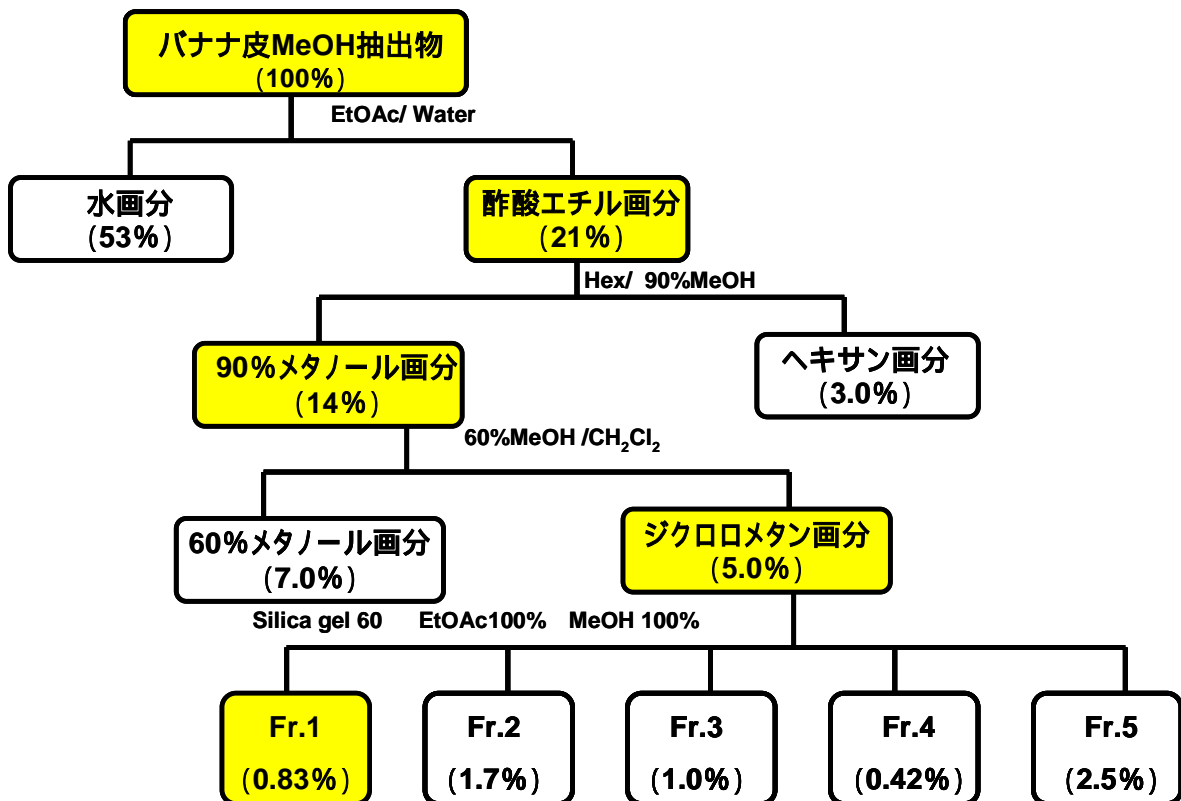 バナナ皮MeOH抽出物
(100%)
EtOAc/ Water
水画分
(53%)
酢酸エチル画分
(21%)
Hex/ 90%MeOH
90%メタノール画分
(14%)
ヘキサン画分
(3.0%)
60%MeOH /CH₂Cl₂
60%メタノール画分
(7.0%)
ジクロロメタン画分
(5.0%)
Silica gel 60 EtOAc100% MeOH 100%
Fr.1
(0.83%)
Fr.2
(1.7%)
Fr.3
(1.0%)
Fr.4
(0.42%)
Fr.5
(2.5%)